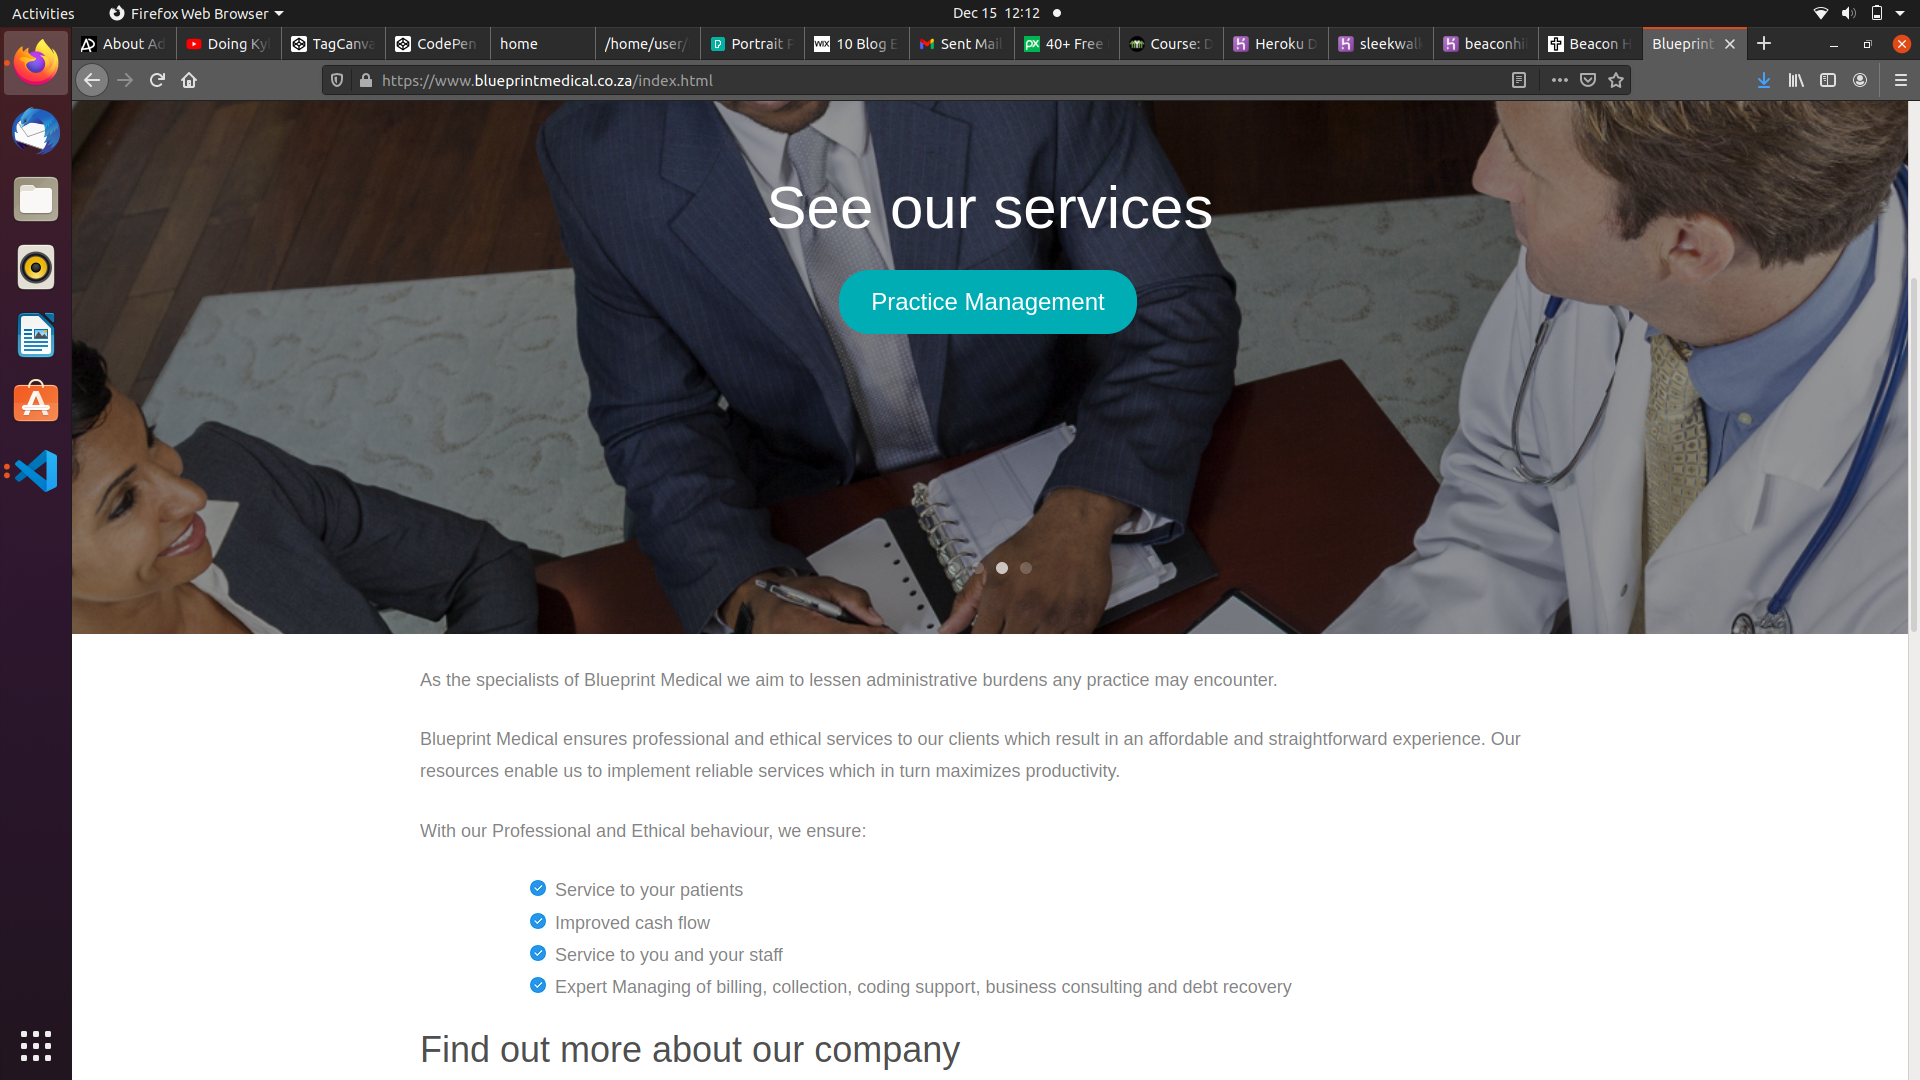 Activities
Firefox Web Browser
Dec 15 12:12
About Ad
Doing Kyl
TagCanva
CodePen
home
/home/user/
Portrait P
10 Blog E
Sent Mail
40+ Free
Course: D
Heroku D
sleekwalk
beaconhil
Beacon H
Blueprint
https://www.blueprintmedical.co.za/index.html
See our services
Practice Management
As the specialists of Blueprint Medical we aim to lessen administrative burdens any practice may encounter.
Blueprint Medical ensures professional and ethical services to our clients which result in an affordable and straightforward experience. Our
resources enable us to implement reliable services which in turn maximizes productivity.
With our Professional and Ethical behaviour, we ensure:
Service to your patients
Improved cash flow
Service to you and your staff
Expert Managing of billing, collection, coding support, business consulting and debt recovery
Find out more about our company